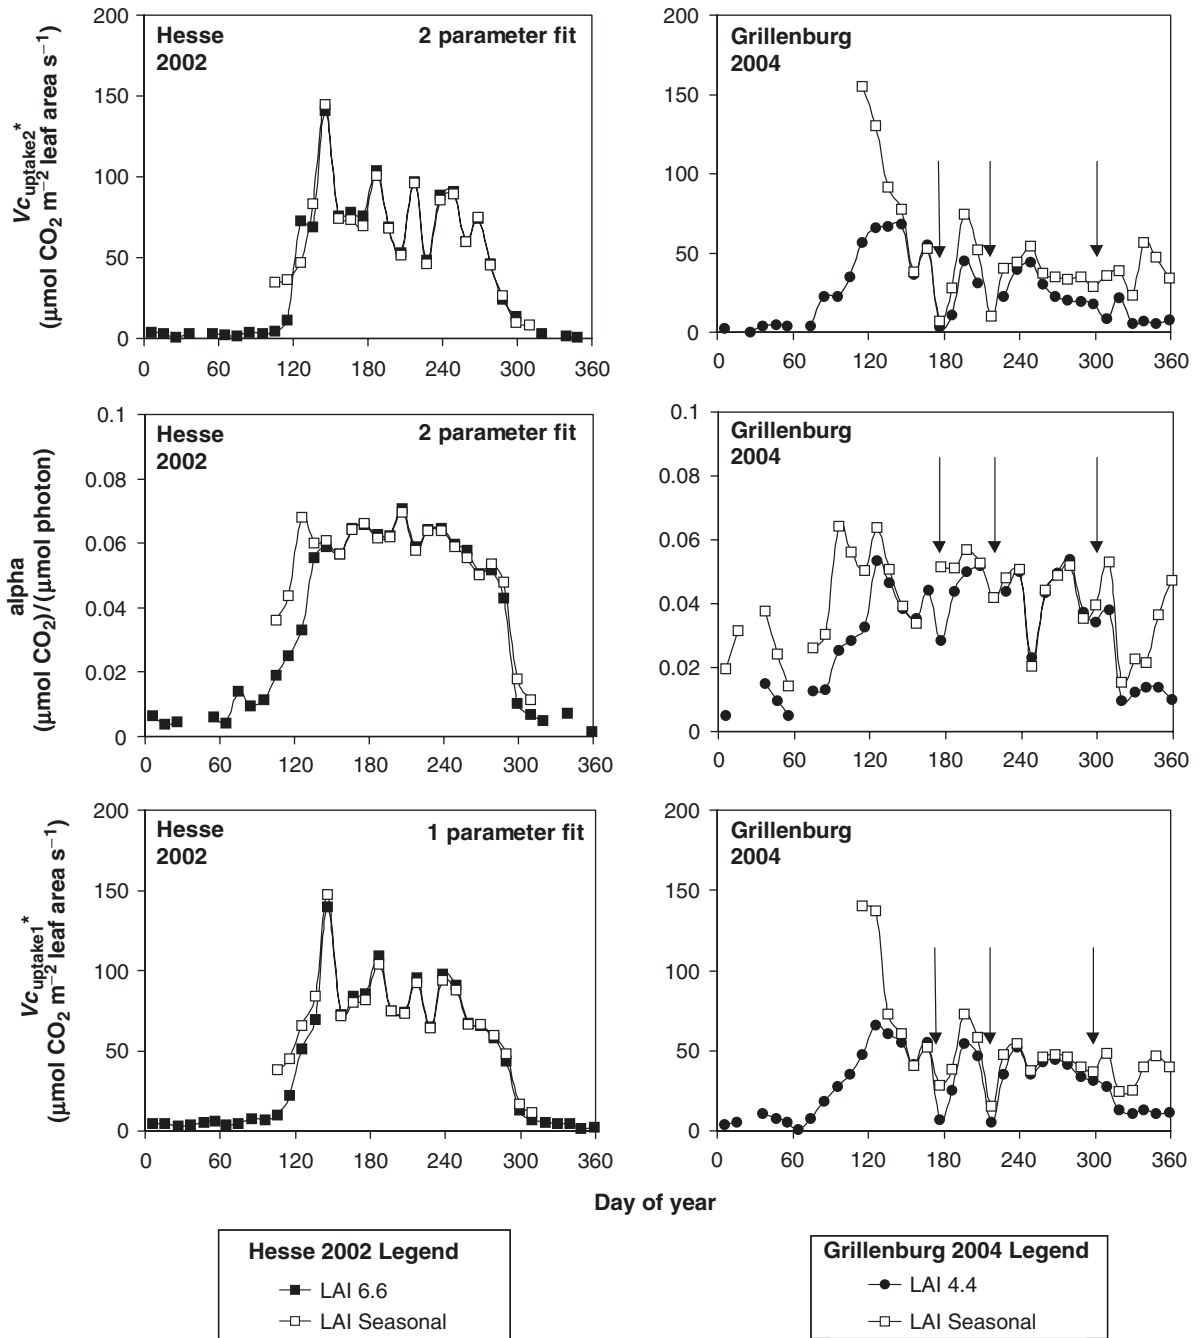 Hesse
2002
2 parameter fit
Vc_uptake2*
(μmol CO₂ m⁻² leaf area s⁻¹)
200
150
100
50
0
0 60 120 180 240 300 360
Grillenburg
2004
200
150
100
50
0
0 60 120 180 240 300 360
Hesse
2002
2 parameter fit
alpha
(μmol CO₂)/(μmol photon)
0.1
0.08
0.06
0.04
0.02
0
0 60 120 180 240 300 360
Grillenburg
2004
0.1
0.08
0.06
0.04
0.02
0
0 60 120 180 240 300 360
Hesse
2002
1 parameter fit
Vc_uptake1*
(μmol CO₂ m⁻² leaf area s⁻¹)
200
150
100
50
0
0 60 120 180 240 300 360
Grillenburg
2004
200
150
100
50
0
0 60 120 180 240 300 360
Day of year
Hesse 2002 Legend
LAI 6.6
LAI Seasonal
Grillenburg 2004 Legend
LAI 4.4
LAI Seasonal